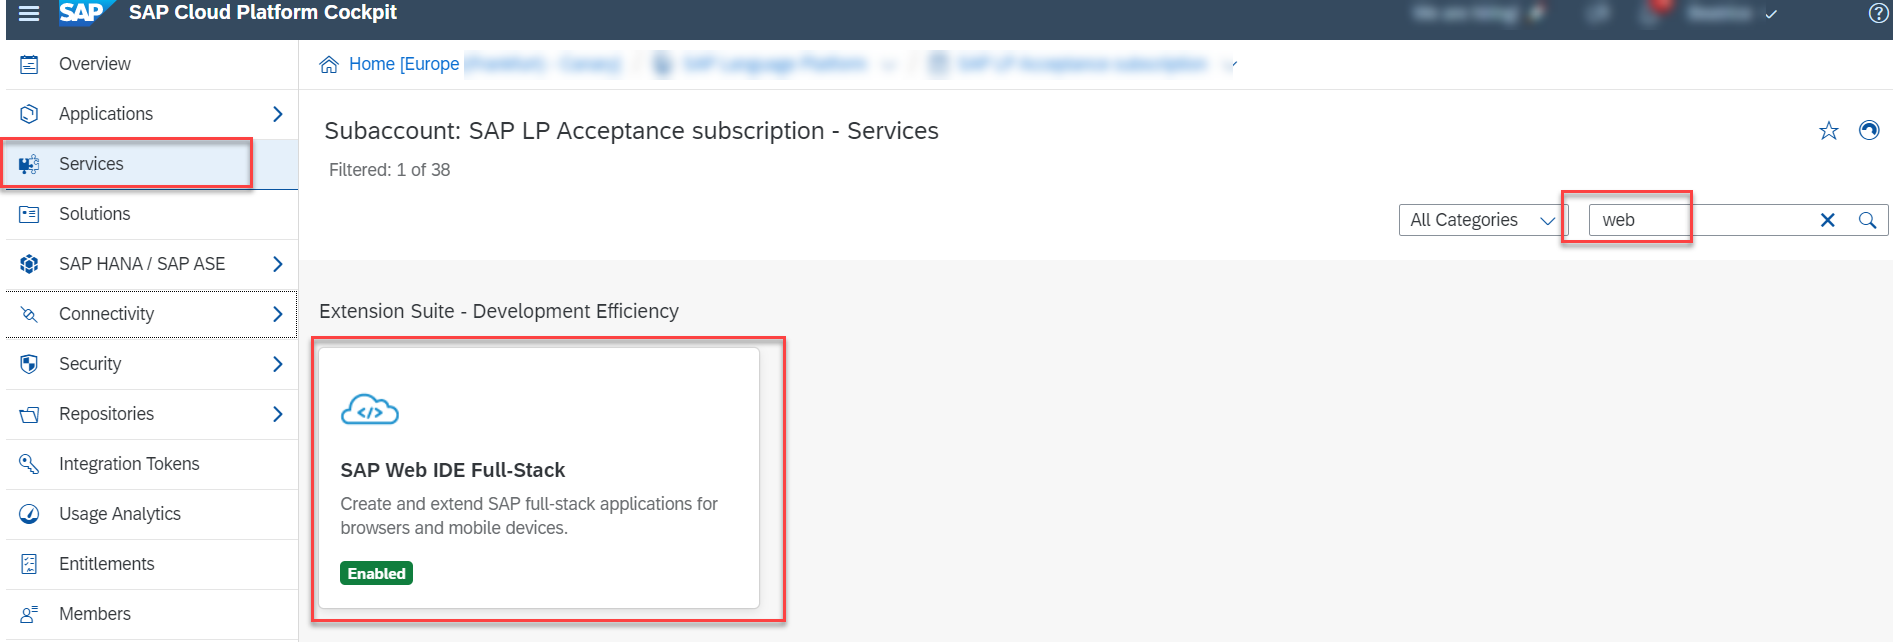 SAP SAP Cloud Platform Cockpit
Home [Europe
Overview
Applications
Services
Solutions
SAP HANA / SAP ASE
Connectivity
Security
Repositories
Integration Tokens
Usage Analytics
Entitlements
Members
Subaccount: SAP LP Acceptance subscription - Services
Filtered: 1 of 38
All Categories
web
Extension Suite - Development Efficiency
</>
SAP Web IDE Full-Stack
Create and extend SAP full-stack applications for
browsers and mobile devices.
Enabled